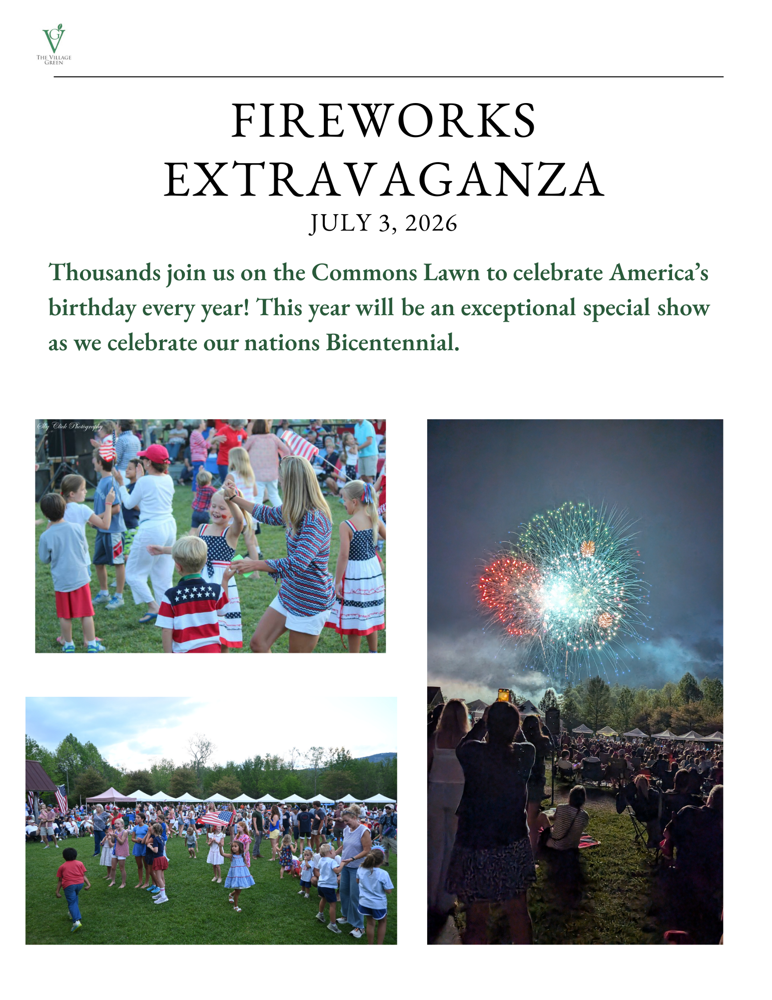 VG
THE VILLAGE
GREEN
FIREWORKS
EXTRAVAGANZA
JULY 3, 2026
Thousands join us on the Commons Lawn to celebrate America’s
birthday every year! This year will be an exceptional special show
as we celebrate our nations Bicentennial.
Sky Click Photography